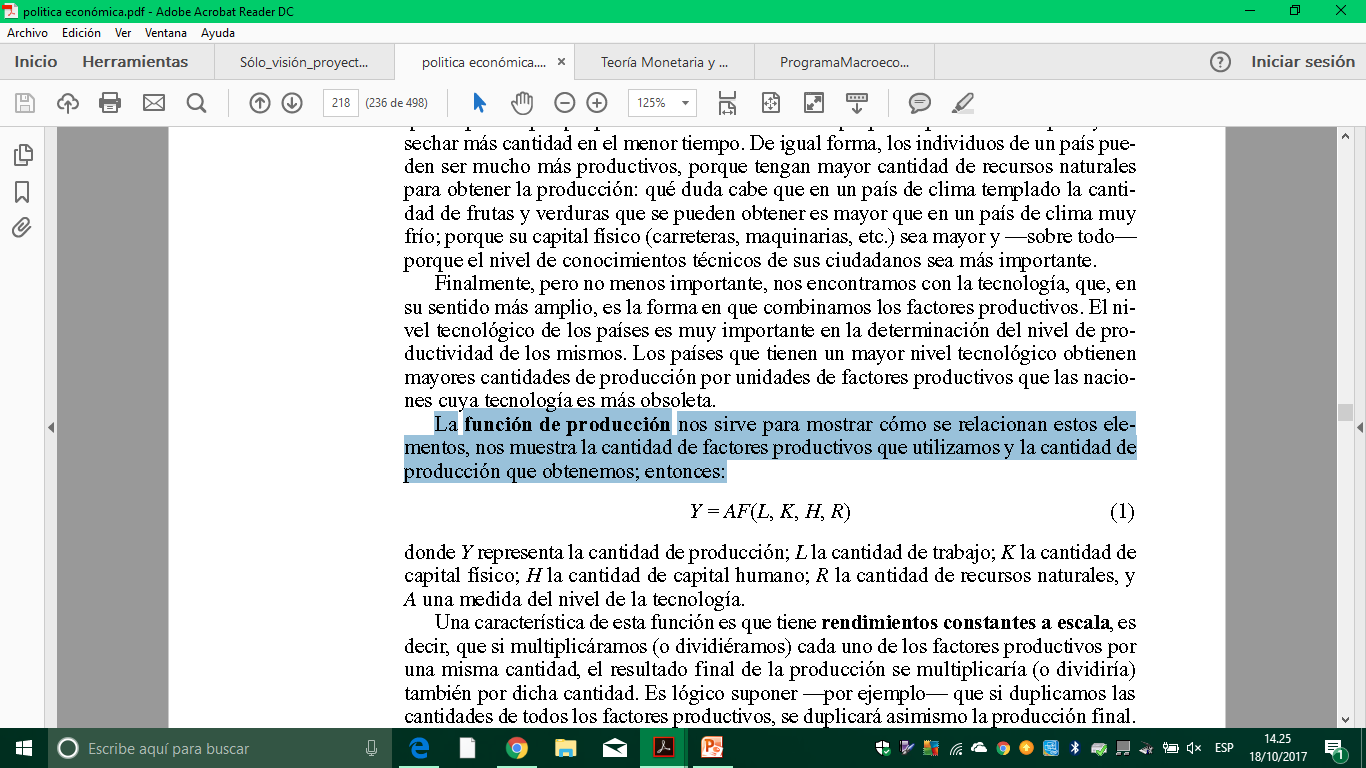 politica económica.pdf - Adobe Acrobat Reader DC
Archivo Edición Ver Ventana Ayuda
Inicio Herramientas Sólo_visión_proyect... politica económica.... × Teoría Monetaria y ... ProgramaMacroeco... Iniciar sesión
218 (236 de 498) 125%
sechar más cantidad en el menor tiempo. De igual forma, los individuos de un país pue-
den ser mucho más productivos, porque tengan mayor cantidad de recursos naturales
para obtener la producción: qué duda cabe que en un país de clima templado la canti-
dad de frutas y verduras que se pueden obtener es mayor que en un país de clima muy
frío; porque su capital físico (carreteras, maquinarias, etc.) sea mayor y —sobre todo—
porque el nivel de conocimientos técnicos de sus ciudadanos sea más importante.
Finalmente, pero no menos importante, nos encontramos con la tecnología, que, en
su sentido más amplio, es la forma en que combinamos los factores productivos. El ni-
vel tecnológico de los países es muy importante en la determinación del nivel de pro-
ductividad de los mismos. Los países que tienen un mayor nivel tecnológico obtienen
mayores cantidades de producción por unidades de factores productivos que las nacio-
nes cuya tecnología es más obsoleta.
La función de producción nos sirve para mostrar cómo se relacionan estos ele-
mentos, nos muestra la cantidad de factores productivos que utilizamos y la cantidad de
producción que obtenemos; entonces:
Y = AF(L, K, H, R) (1)
donde Y representa la cantidad de producción; L la cantidad de trabajo; K la cantidad de
capital físico; H la cantidad de capital humano; R la cantidad de recursos naturales, y
A una medida del nivel de la tecnología.
Una característica de esta función es que tiene rendimientos constantes a escala, es
decir, que si multiplicáramos (o dividiéramos) cada uno de los factores productivos por
una misma cantidad, el resultado final de la producción se multiplicaría (o dividiría)
también por dicha cantidad. Es lógico suponer —por ejemplo— que si duplicamos las
cantidades de todos los factores productivos, se duplicará asimismo la producción final.
Escribe aquí para buscar ESP 14.25
18/10/2017 1